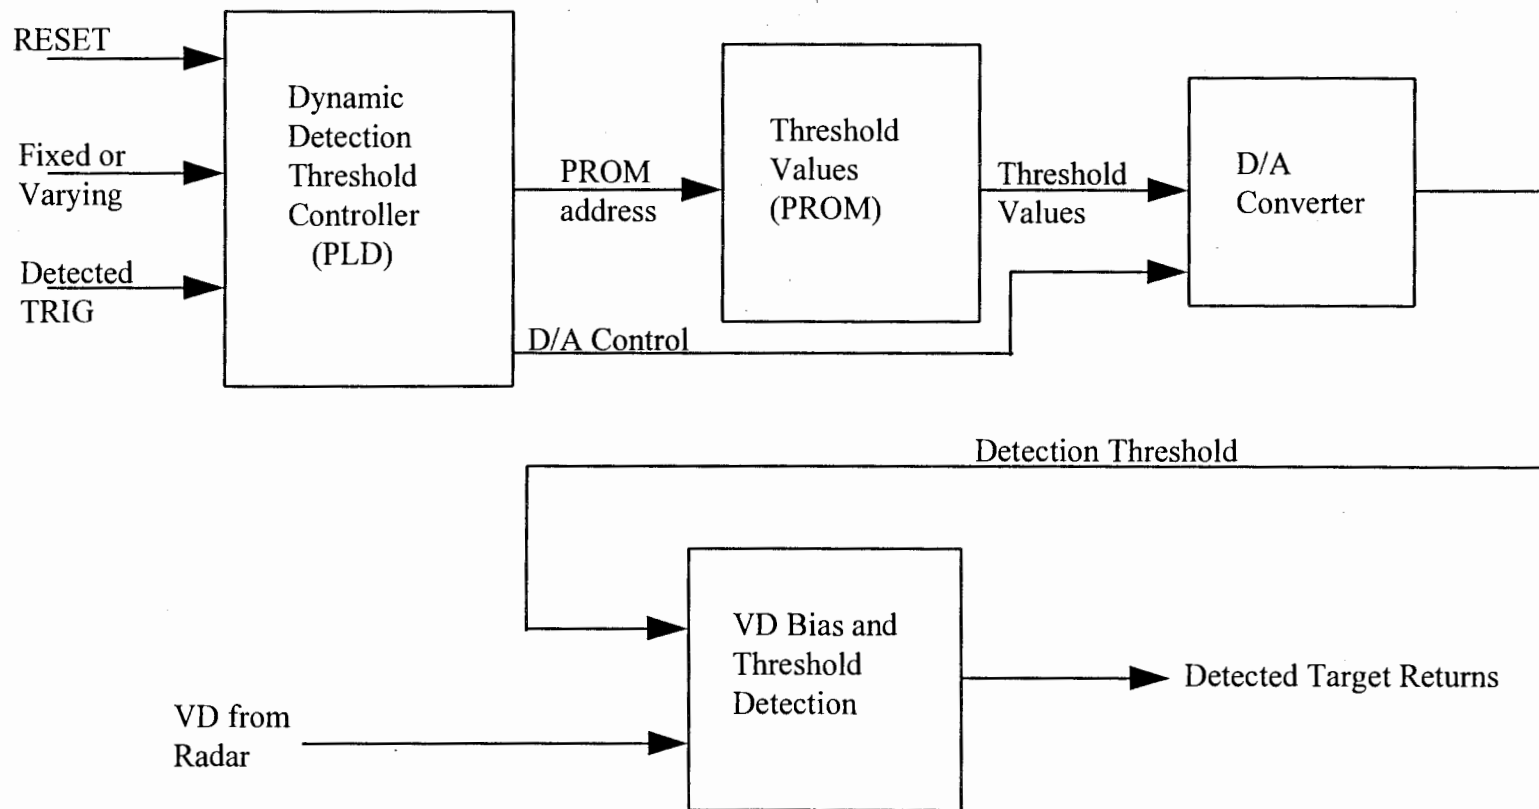 RESET
Fixed or
Varying
Detected
TRIG
Dynamic
Detection
Threshold
Controller
(PLD)
PROM
address
D/A Control
Threshold
Values
(PROM)
Threshold
Values
D/A
Converter
Detection Threshold
VD from
Radar
VD Bias and
Threshold
Detection
Detected Target Returns